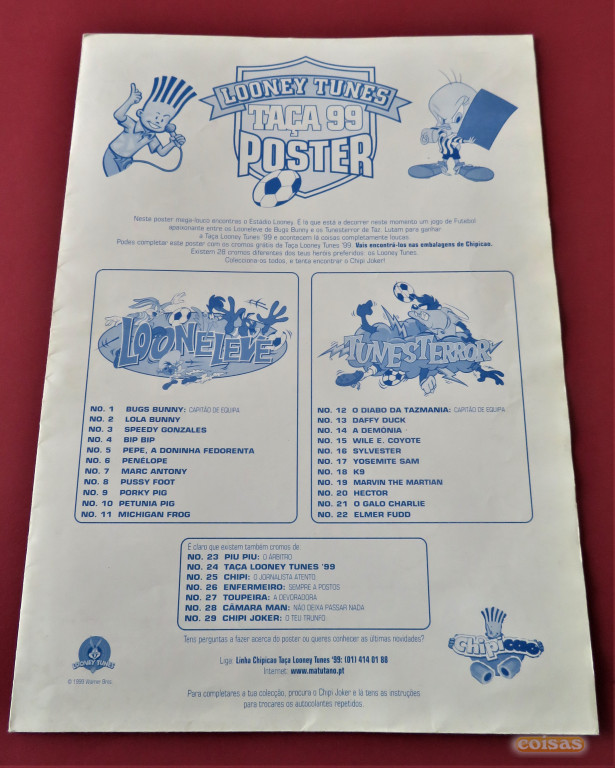 LOONEY TUNES
TAÇA 99
POSTER
Neste poster mega-louco encontras o Estádio Looney. É lá que está a decorrer neste momento um jogo de Futebol
apaixonante entre os Looneleve de Bugs Bunny e os Tunesterror de Taz. Lutam para ganhar
a Taça Looney Tunes '99 e acontecem lá coisas completamente loucas.
Podes completar este poster com os cromos grátis da Taça Looney Tunes '99. Vais encontrá-los nas embalagens de Chipicao.
Existem 28 cromos diferentes dos teus heróis preferidos: os Looney Tunes.
Colecciona-os todos, e tenta encontrar o Chipi Joker!
LOONELEVE
NO. 1 BUGS BUNNY: CAPITÃO DE EQUIPA
NO. 2 LOLA BUNNY
NO. 3 SPEEDY GONZALES
NO. 4 BIP BIP
NO. 5 PEPE, A DONINHA FEDORENTA
NO. 6 PENÉLOPE
NO. 7 MARC ANTONY
NO. 8 PUSSY FOOT
NO. 9 PORKY PIG
NO. 10 PETUNIA PIG
NO. 11 MICHIGAN FROG
TUNESTERROR
NO. 12 O DIABO DA TAZMANIA: CAPITÃO DE EQUIPA
NO. 13 DAFFY DUCK
NO. 14 A DEMÓNIA
NO. 15 WILE E. COYOTE
NO. 16 SYLVESTER
NO. 17 YOSEMITE SAM
NO. 18 K9
NO. 19 MARVIN THE MARTIAN
NO. 20 HECTOR
NO. 21 O GALO CHARLIE
NO. 22 ELMER FUDD
É claro que existem também cromos de:
NO. 23 PIU PIU: O ÁRBITRO
NO. 24 TAÇA LOONEY TUNES '99
NO. 25 CHIPI: O JORNALISTA ATENTO
NO. 26 ENFERMEIRO: SEMPRE A POSTOS
NO. 27 TOUPEIRA: A DEVORADORA
NO. 28 CÂMARA MAN: NÃO DEIXA PASSAR NADA
NO. 29 CHIPI JOKER: O TEU TRUNFO
Tens perguntas a fazer acerca do poster ou queres conhecer as últimas novidades?
Liga: Linha Chipicao Taça Looney Tunes '99: (01) 414 01 88
Internet: www.matutano.pt
LOONEY TUNES
© 1999 Warner Bros.
Chipicao
Para completares a tua colecção, procura o Chipi Joker e lá tens as instruções
para trocares os autocolantes repetidos.
coisas